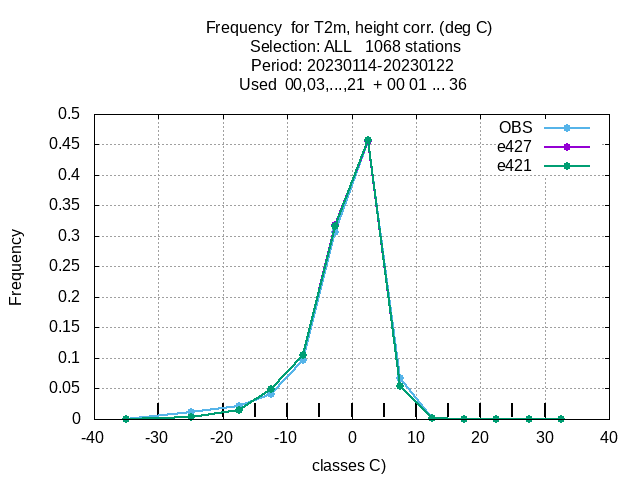 Frequency  for T2m, height corr. (deg C)
Selection: ALL   1068 stations
Period: 20230114-20230122
Used  00,03,...,21  + 00 01 ... 36
0.5
0.45
0.4
0.35
0.3
0.25
0.2
0.15
0.1
0.05
0
Frequency
OBS
e427
e421
-40 -30 -20 -10 0 10 20 30 40
classes C)